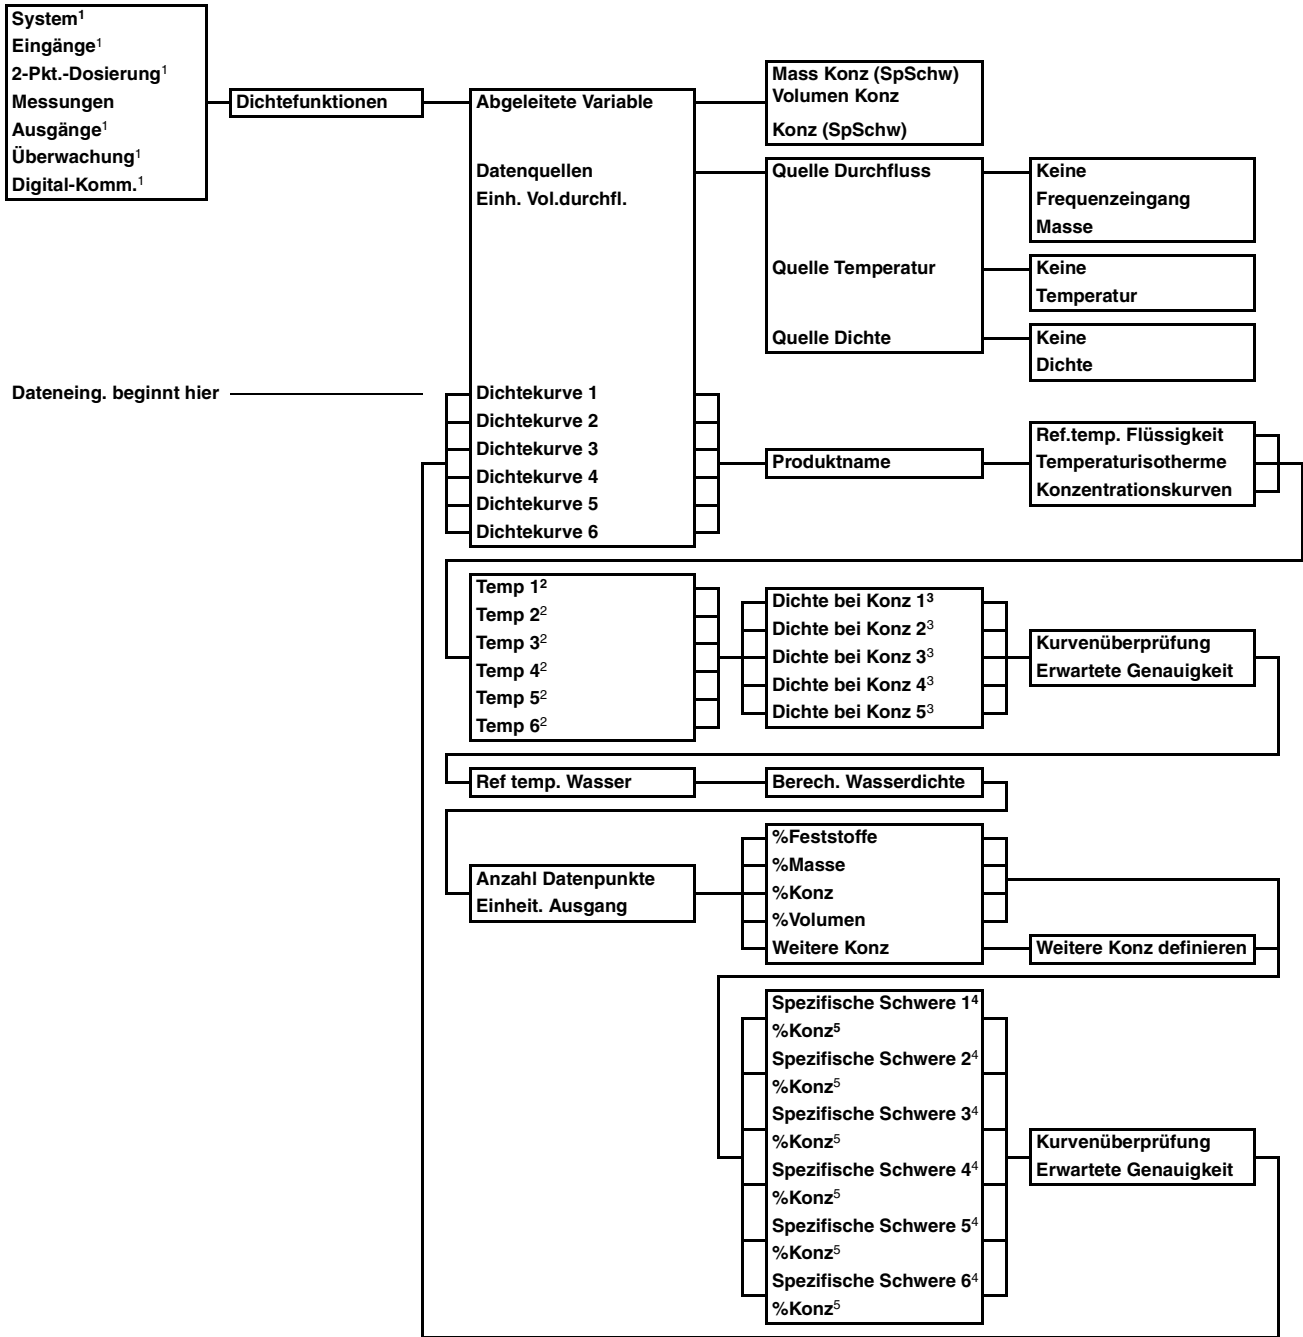 System¹
Eingänge¹
2-Pkt.-Dosierung¹
Messungen
Ausgänge¹
Überwachung¹
Digital-Komm.¹
Dichtefunktionen
Abgeleitete Variable
Datenquellen
Einh. Vol.durchfl.
Mass Konz (SpSchw)
Volumen Konz
Konz (SpSchw)
Quelle Durchfluss
Quelle Temperatur
Quelle Dichte
Keine
Frequenzeingang
Masse
Keine
Temperatur
Keine
Dichte
Dateneing. beginnt hier
Dichtekurve 1
Dichtekurve 2
Dichtekurve 3
Dichtekurve 4
Dichtekurve 5
Dichtekurve 6
Produktname
Ref.temp. Flüssigkeit
Temperaturisotherme
Konzentrationskurven
Temp 1²
Temp 2²
Temp 3²
Temp 4²
Temp 5²
Temp 6²
Dichte bei Konz 1³
Dichte bei Konz 2³
Dichte bei Konz 3³
Dichte bei Konz 4³
Dichte bei Konz 5³
Kurvenüberprüfung
Erwartete Genauigkeit
Ref temp. Wasser
Berech. Wasserdichte
Anzahl Datenpunkte
Einheit. Ausgang
%Feststoffe
%Masse
%Konz
%Volumen
Weitere Konz
Weitere Konz definieren
Spezifische Schwere 1⁴
%Konz⁵
Spezifische Schwere 2⁴
%Konz⁵
Spezifische Schwere 3⁴
%Konz⁵
Spezifische Schwere 4⁴
%Konz⁵
Spezifische Schwere 5⁴
%Konz⁵
Spezifische Schwere 6⁴
%Konz⁵
Kurvenüberprüfung
Erwartete Genauigkeit